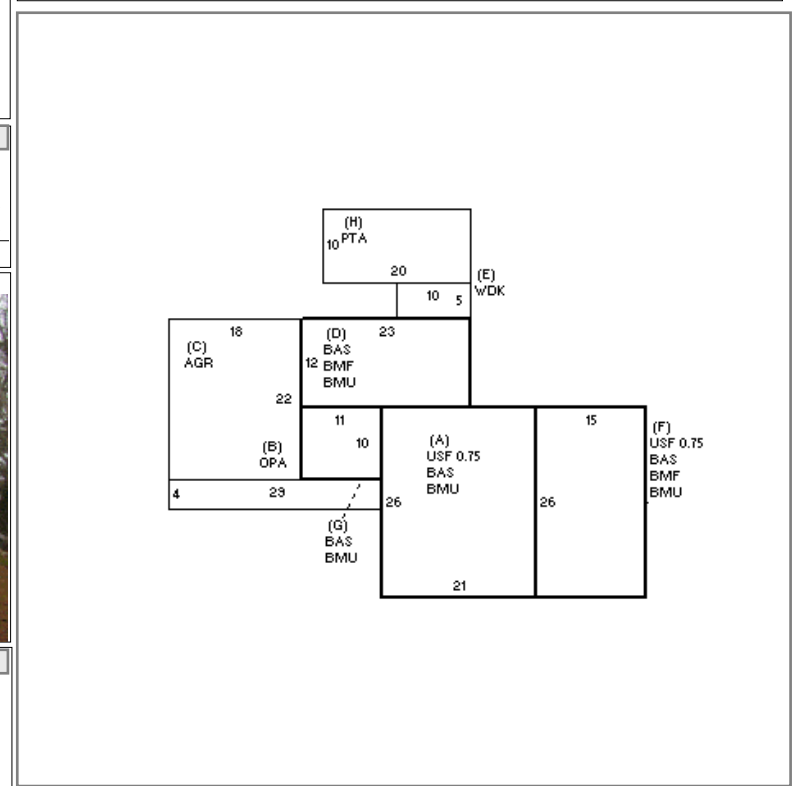 (H)
10 PTA
20
(E)
WDK
10 5
18
(C)
AGR
22
(D) 23
BAS
12 BMF
BMU
11
10
(B)
OPA
4 29
(G)
BAS
BMU
(A)
USF 0.75
BAS
BMU
26
21
15
26
(F)
USF 0.75
BAS
BMF
BMU